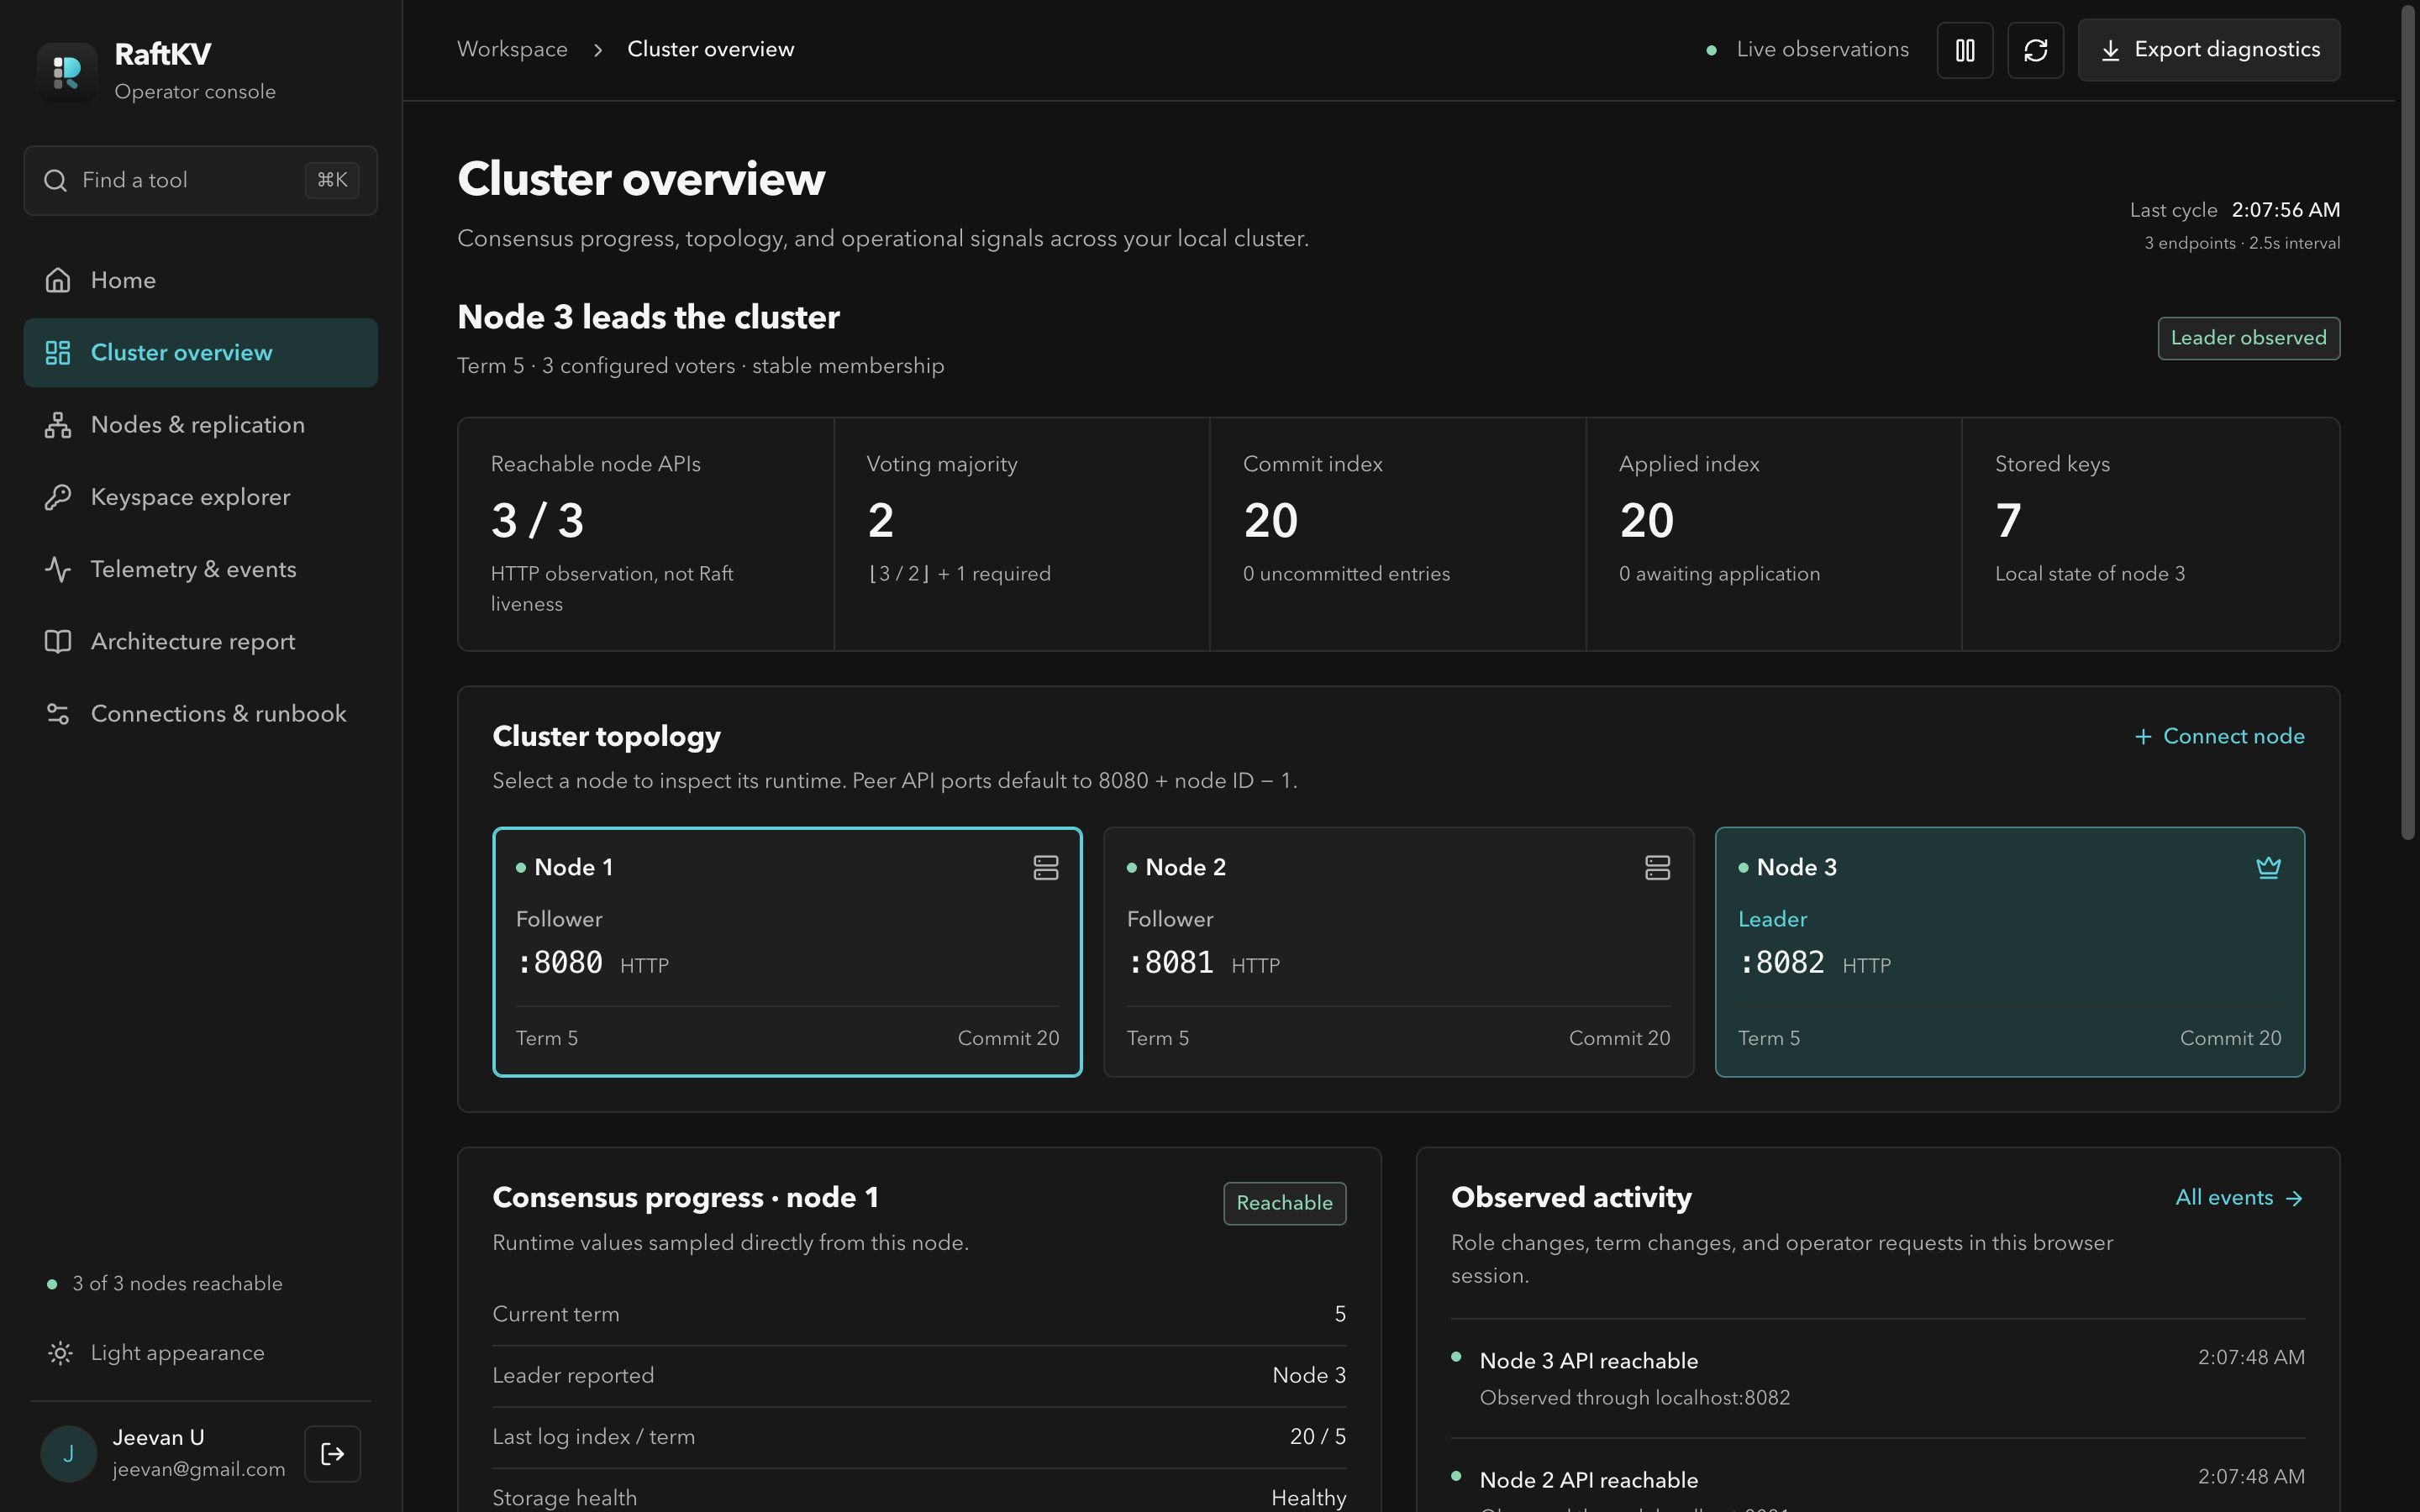 RaftKV
Operator console
Find a tool
⌘K
Home
Cluster overview
Nodes & replication
Keyspace explorer
Telemetry & events
Architecture report
Connections & runbook
3 of 3 nodes reachable
Light appearance
J
Jeevan U
jeevan@gmail.com
Workspace > Cluster overview
Live observations
Export diagnostics
Cluster overview
Consensus progress, topology, and operational signals across your local cluster.
Last cycle 2:07:56 AM
3 endpoints · 2.5s interval
Node 3 leads the cluster
Term 5 · 3 configured voters · stable membership
Leader observed
Reachable node APIs
3 / 3
HTTP observation, not Raft
liveness
Voting majority
2
⌊3 / 2⌋ + 1 required
Commit index
20
0 uncommitted entries
Applied index
20
0 awaiting application
Stored keys
7
Local state of node 3
Cluster topology
+ Connect node
Select a node to inspect its runtime. Peer API ports default to 8080 + node ID − 1.
Node 1
Follower
:8080 HTTP
Term 5 Commit 20
Node 2
Follower
:8081 HTTP
Term 5 Commit 20
Node 3
Leader
:8082 HTTP
Term 5 Commit 20
Consensus progress · node 1
Reachable
Runtime values sampled directly from this node.
Current term 5
Leader reported Node 3
Last log index / term 20 / 5
Storage health Healthy
Observed activity
All events →
Role changes, term changes, and operator requests in this browser
session.
Node 3 API reachable 2:07:48 AM
Observed through localhost:8082
Node 2 API reachable 2:07:48 AM